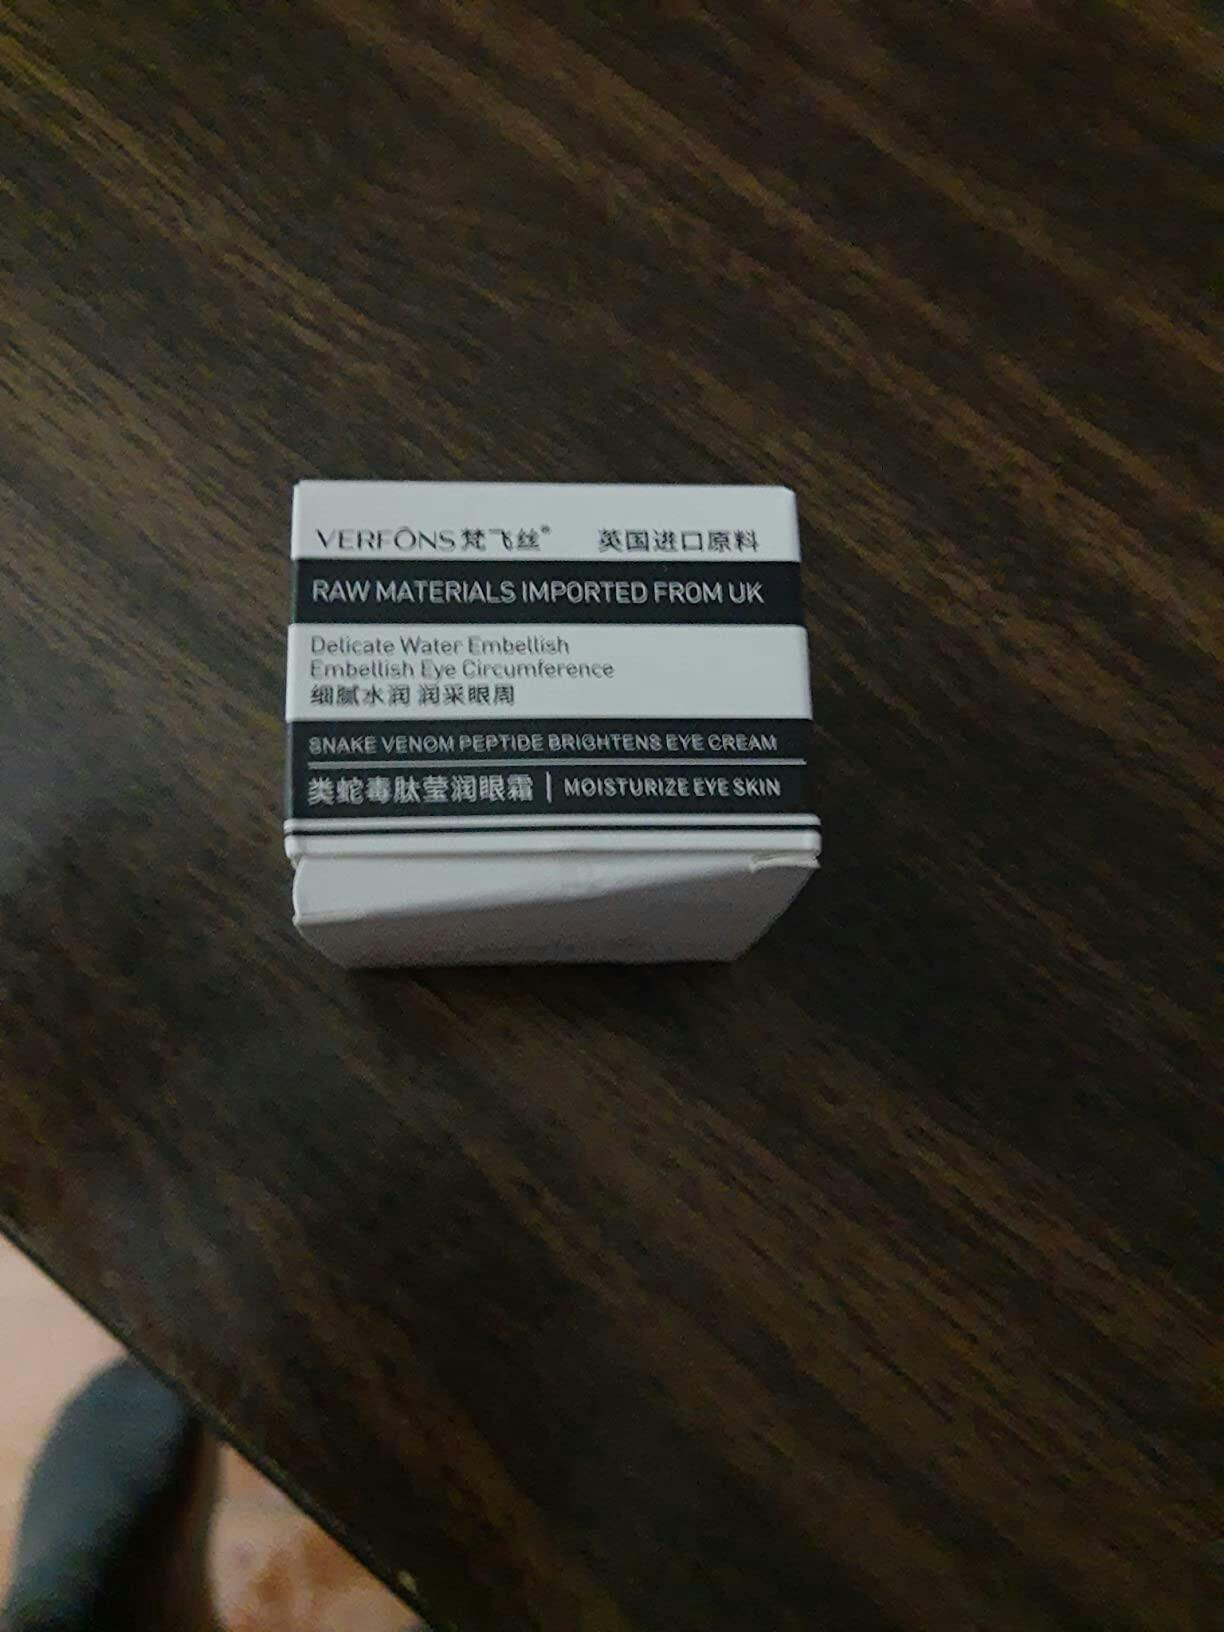 VERFŌNS 梵飞丝® 英国进口原料
RAW MATERIALS IMPORTED FROM UK
Delicate Water Embellish
Embellish Eye Circumference
细腻水润 润采眼周
SNAKE VENOM PEPTIDE BRIGHTENS EYE CREAM
类蛇毒肽莹润眼霜 | MOISTURIZE EYE SKIN